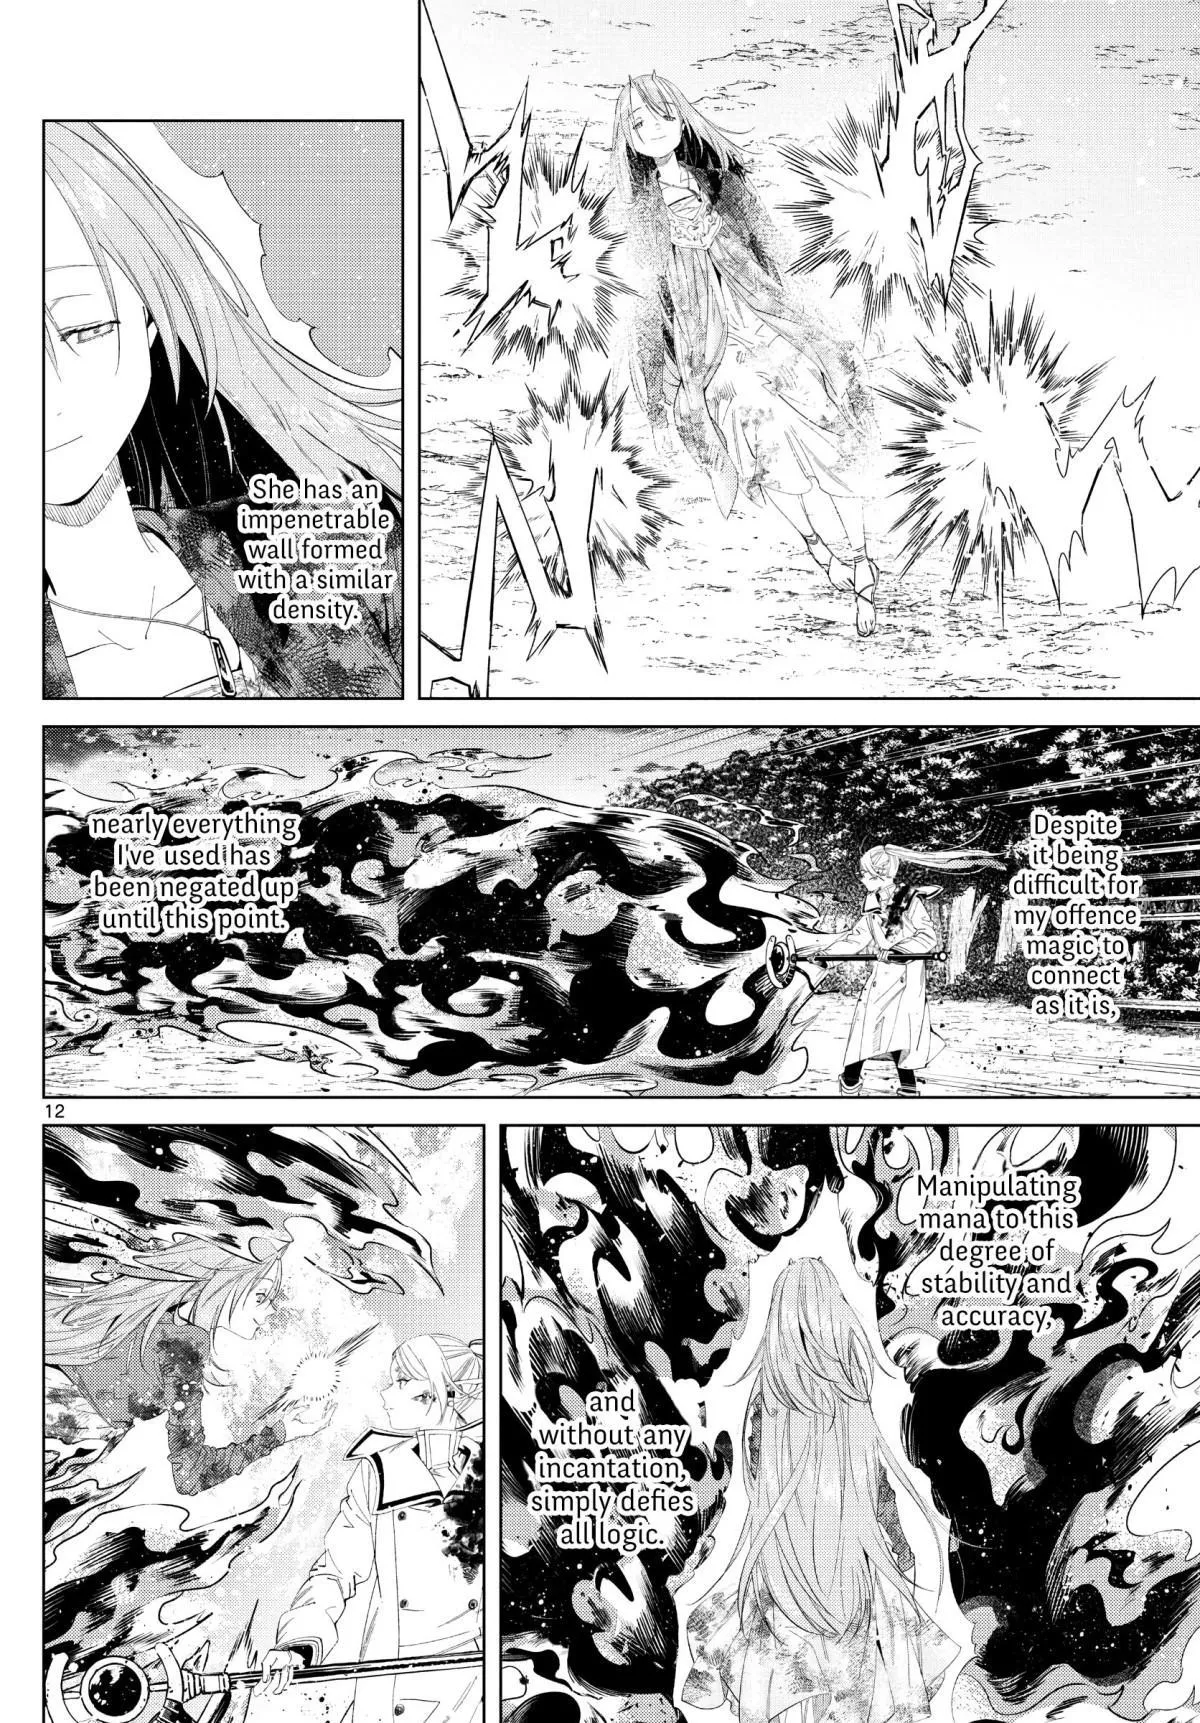 She has an
impenetrable
wall formed
with a similar
density.
Despite
it being
difficult for
my offence
magic to
connect
as it is,
nearly everything
I've used has
been negated up
until this point.
12
Manipulating
mana to this
degree of
stability and
accuracy,
and
without any
incantation,
simply defies
all logic.